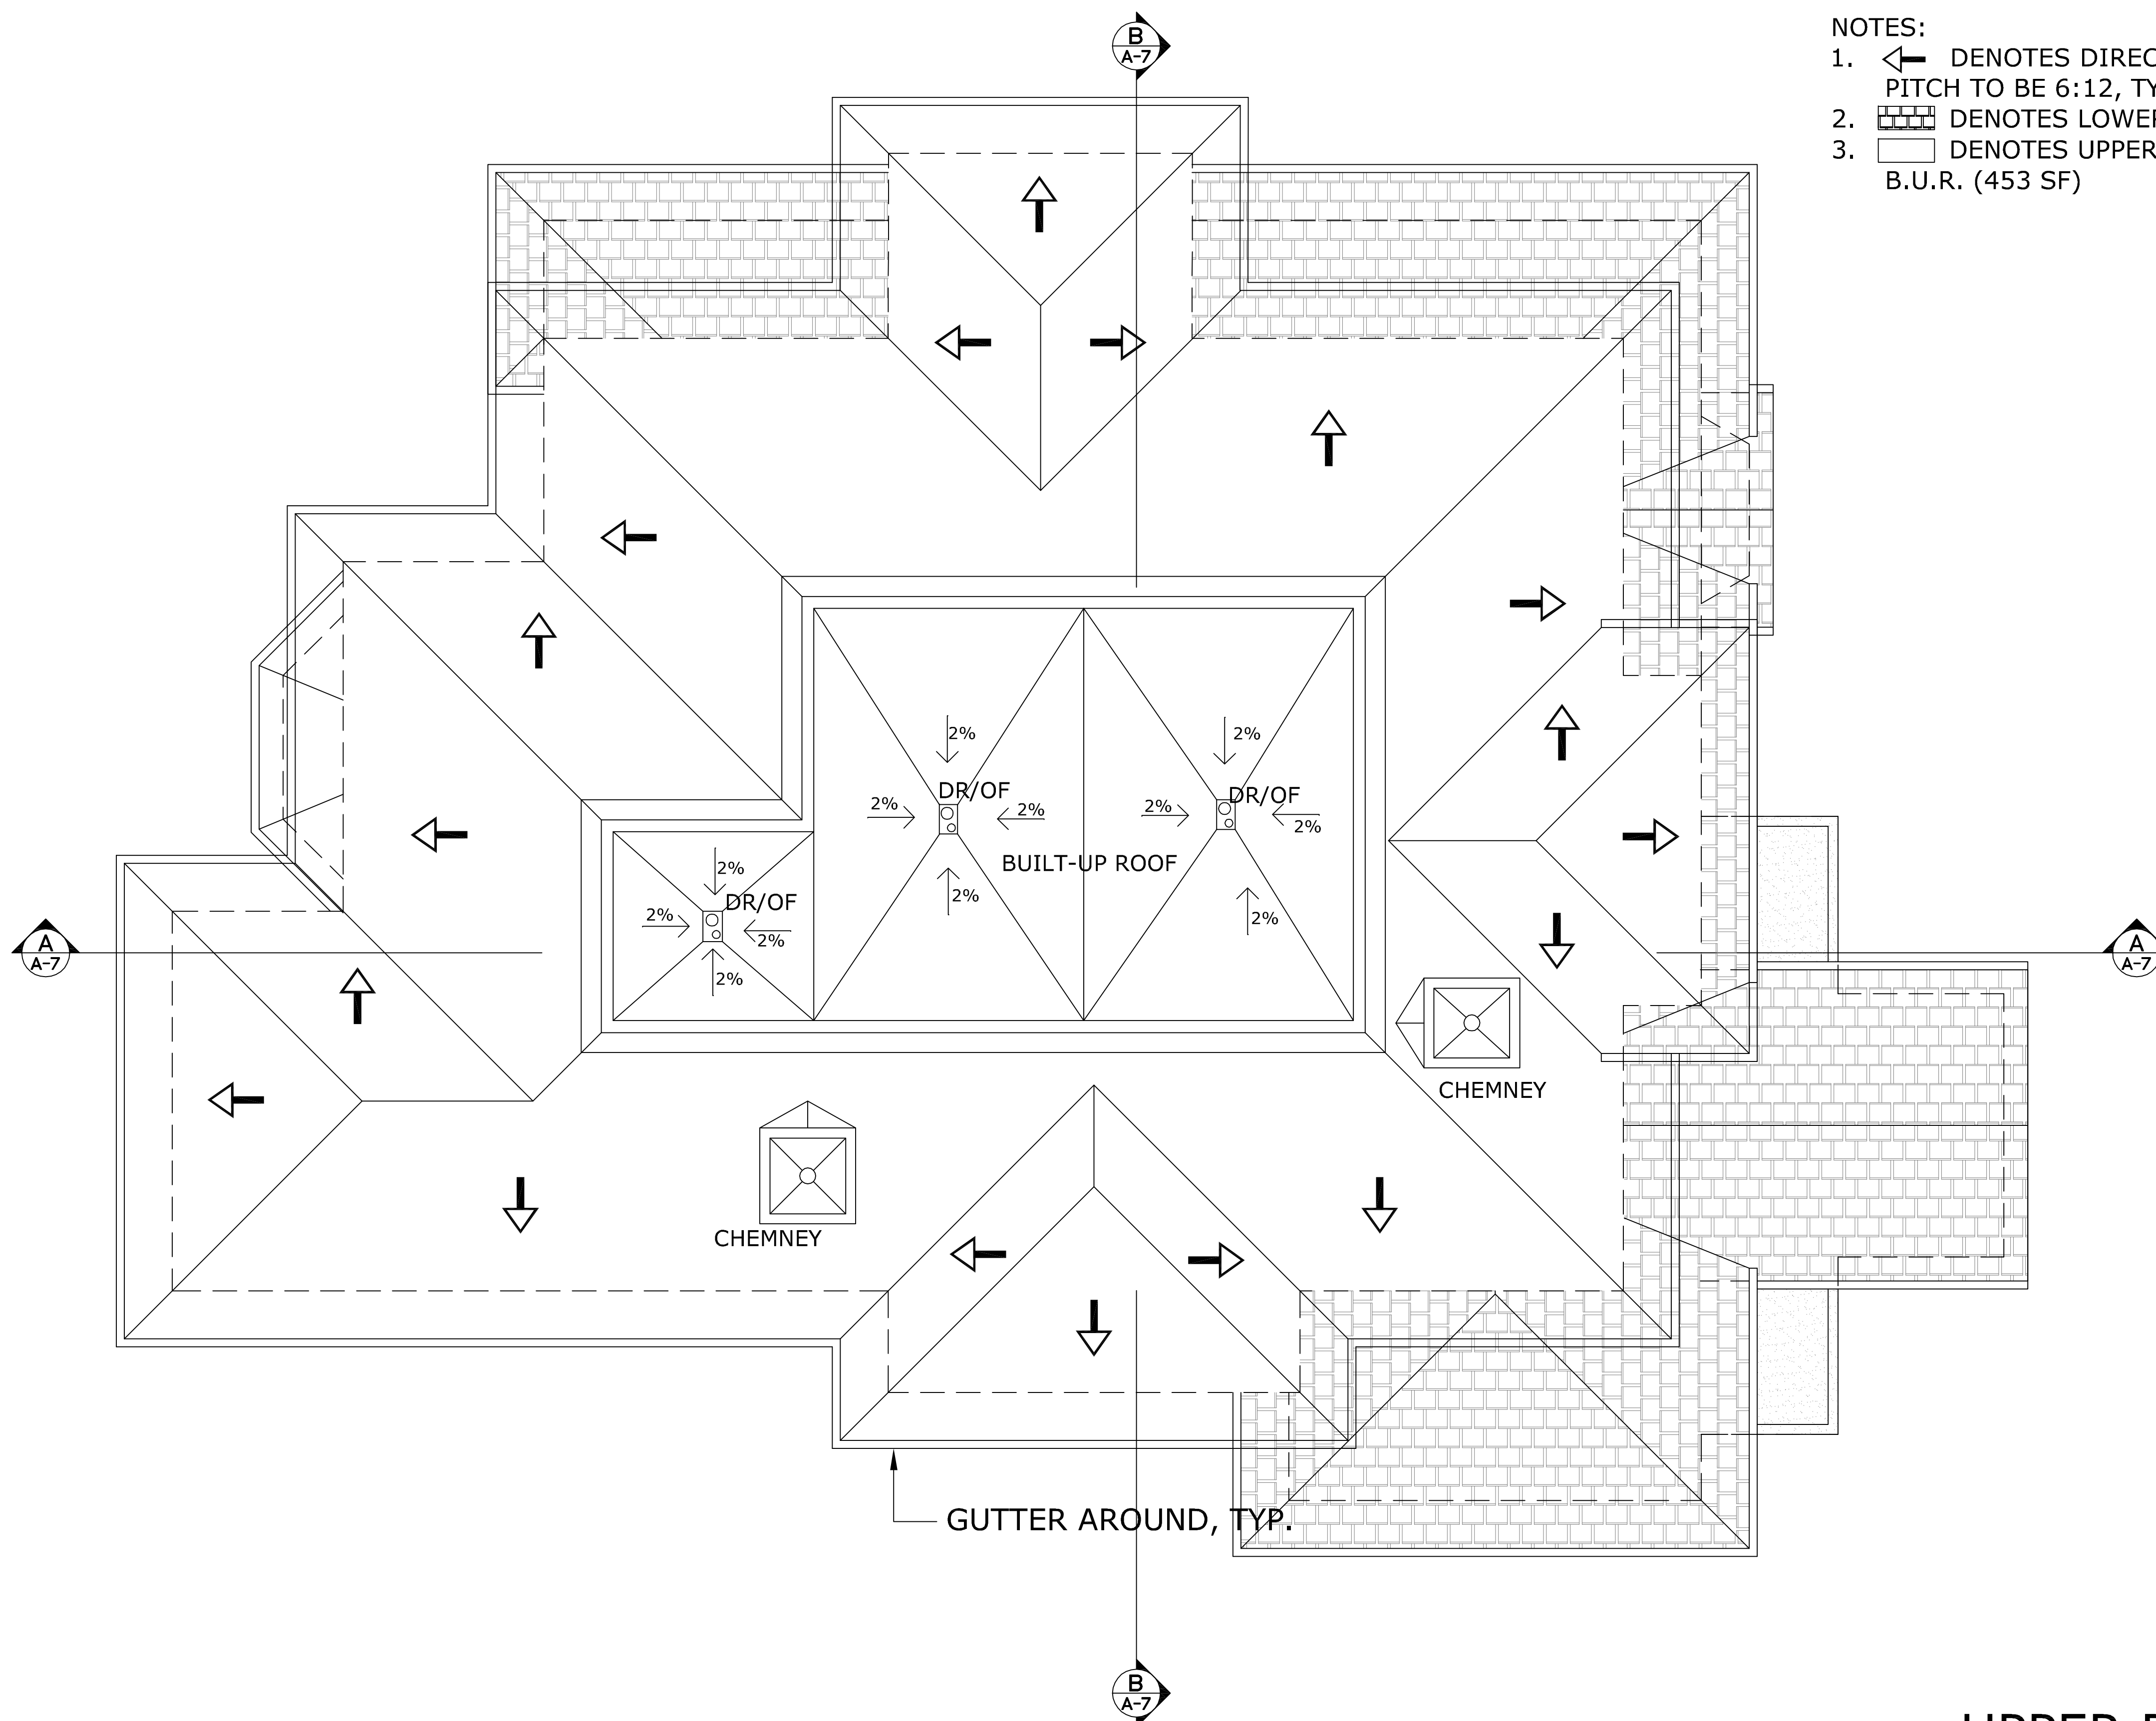 B
A-7
NOTES:
1. DENOTES DIREC
PITCH TO BE 6:12, TY
2. DENOTES LOWER
3. DENOTES UPPER
B.U.R. (453 SF)
2%
2%
DR/OF
DR/OF
2%
2%
2%
2%
BUILT-UP ROOF
2%
2%
2%
DR/OF
2%
2%
2%
A
A-7
A
A-7
CHEMNEY
CHEMNEY
GUTTER AROUND, TYP.
B
A-7